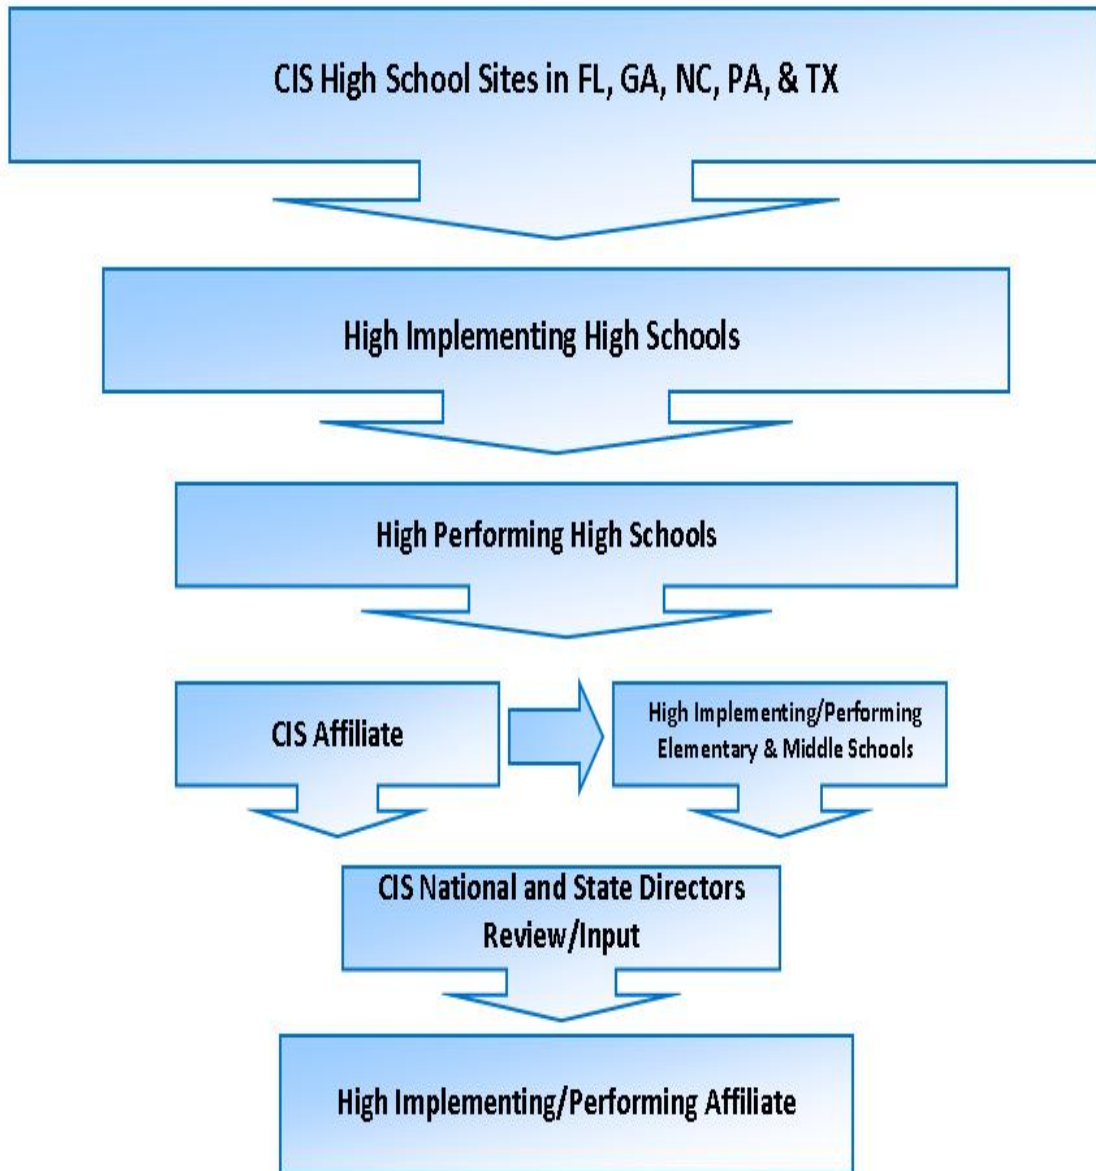 CIS High School Sites in FL, GA, NC, PA, & TX
High Implementing High Schools
High Performing High Schools
CIS Affiliate
High Implementing/Performing
Elementary & Middle Schools
CIS National and State Directors
Review/Input
High Implementing/Performing Affiliate